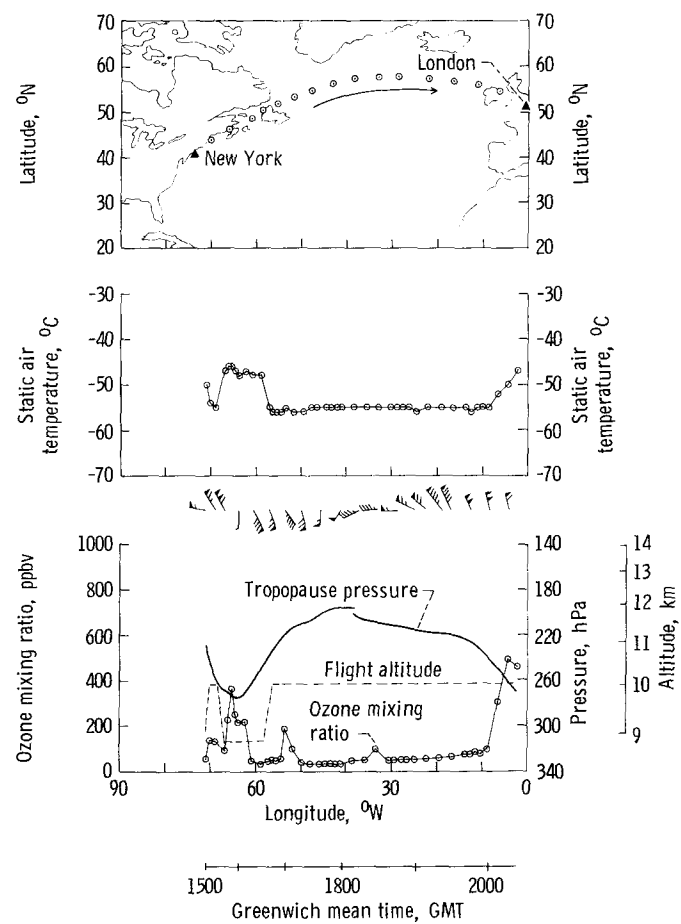 70
60
50
40
30
20
Latitude, °N
London
New York
70
60
50
40
30
20
Latitude, °N
-30
-40
-50
-60
-70
Static air
temperature, °C
-30
-40
-50
-60
-70
Static air
temperature, °C
1000
800
600
400
200
0
Ozone mixing ratio, ppbv
Tropopause pressure
Flight altitude
Ozone mixing
ratio
140
180
220
260
300
340
Pressure, hPa
14
13
12
11
10
9
Altitude, km
90
60
30
0
Longitude, °W
1500
1800
2000
Greenwich mean time, GMT